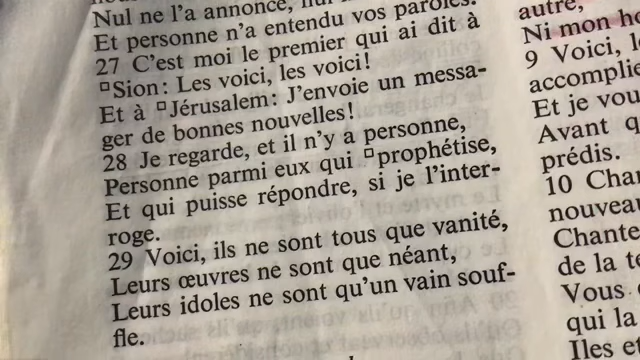 Nul ne l'a annoncé,
Et personne n'a entendu vos paroles.
27 C'est moi le premier qui ai dit à
▫Sion: Les voici, les voici!
Et à ▫Jérusalem: J'envoie un messa-
ger de bonnes nouvelles!
28 Je regarde, et il n'y a personne,
Personne parmi eux qui ▫prophétise,
Et qui puisse répondre, si je l'inter-
roge.
29 Voici, ils ne sont tous que vanité,
Leurs œuvres ne sont que néant,
Leurs idoles ne sont qu'un vain souf-
fle.
autre,
Ni mon
9 Voici,
accomplie
Et je
Avant
prédis.
10
nouveau
Chante
de la
Vous
qui la
Iles et